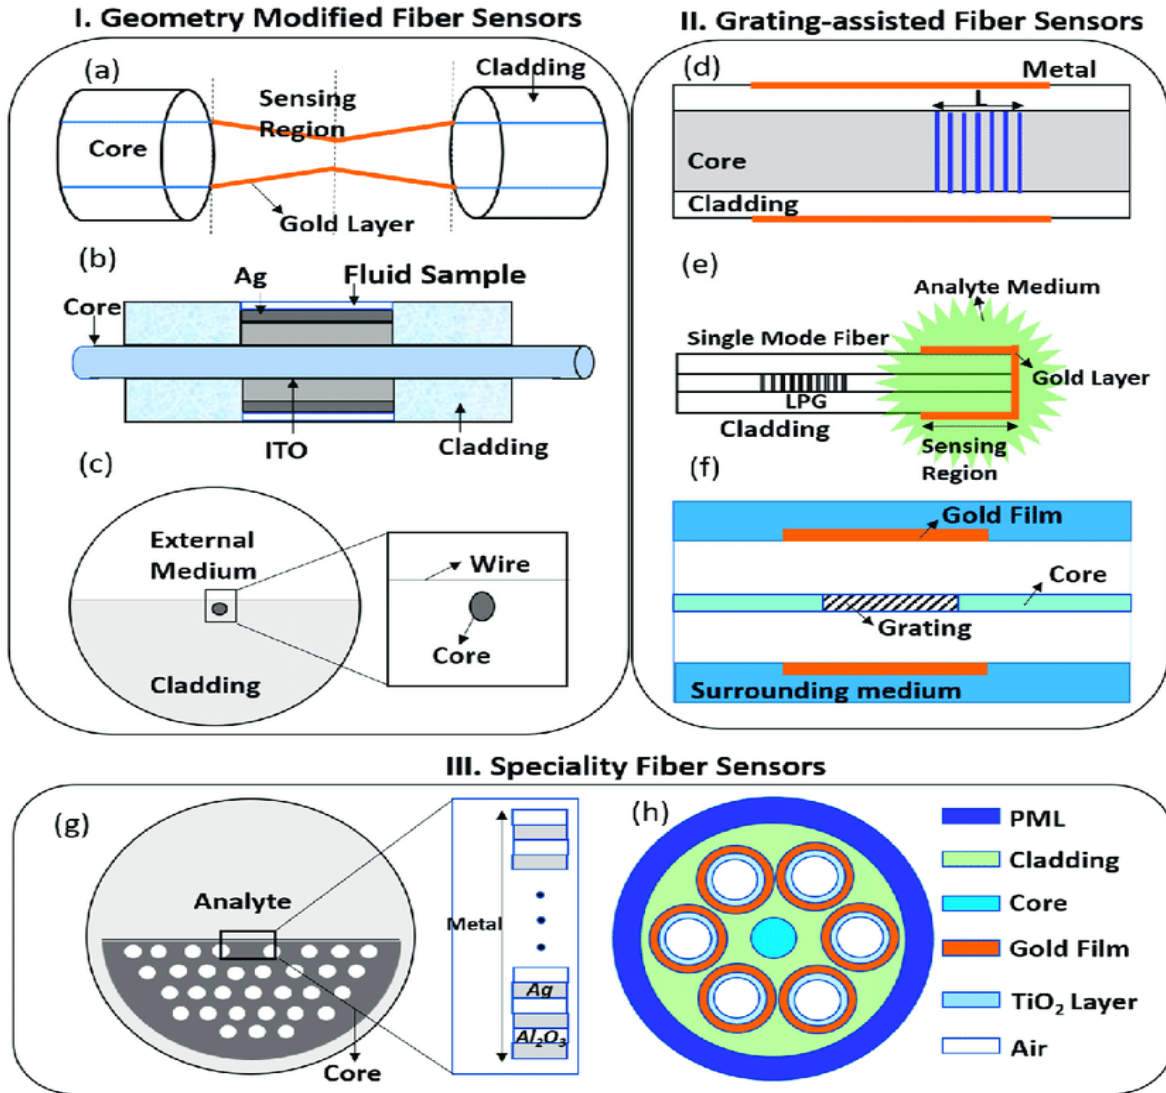 I. Geometry Modified Fiber Sensors
(a)
Cladding
Sensing
Region
Core
Gold Layer
(b)
Ag
Fluid Sample
Core
ITO
Cladding
(c)
External
Medium
Wire
Core
Cladding
II. Grating-assisted Fiber Sensors
(d)
Metal
L
Core
Cladding
(e)
Analyte Medium
Single Mode Fiber
Gold Layer
LPG
Cladding
Sensing
Region
(f)
Gold Film
Core
Grating
Surrounding medium
III. Speciality Fiber Sensors
(g)
Analyte
Metal
Ag
Al₂O₃
Core
(h)
PML
Cladding
Core
Gold Film
TiO₂ Layer
Air